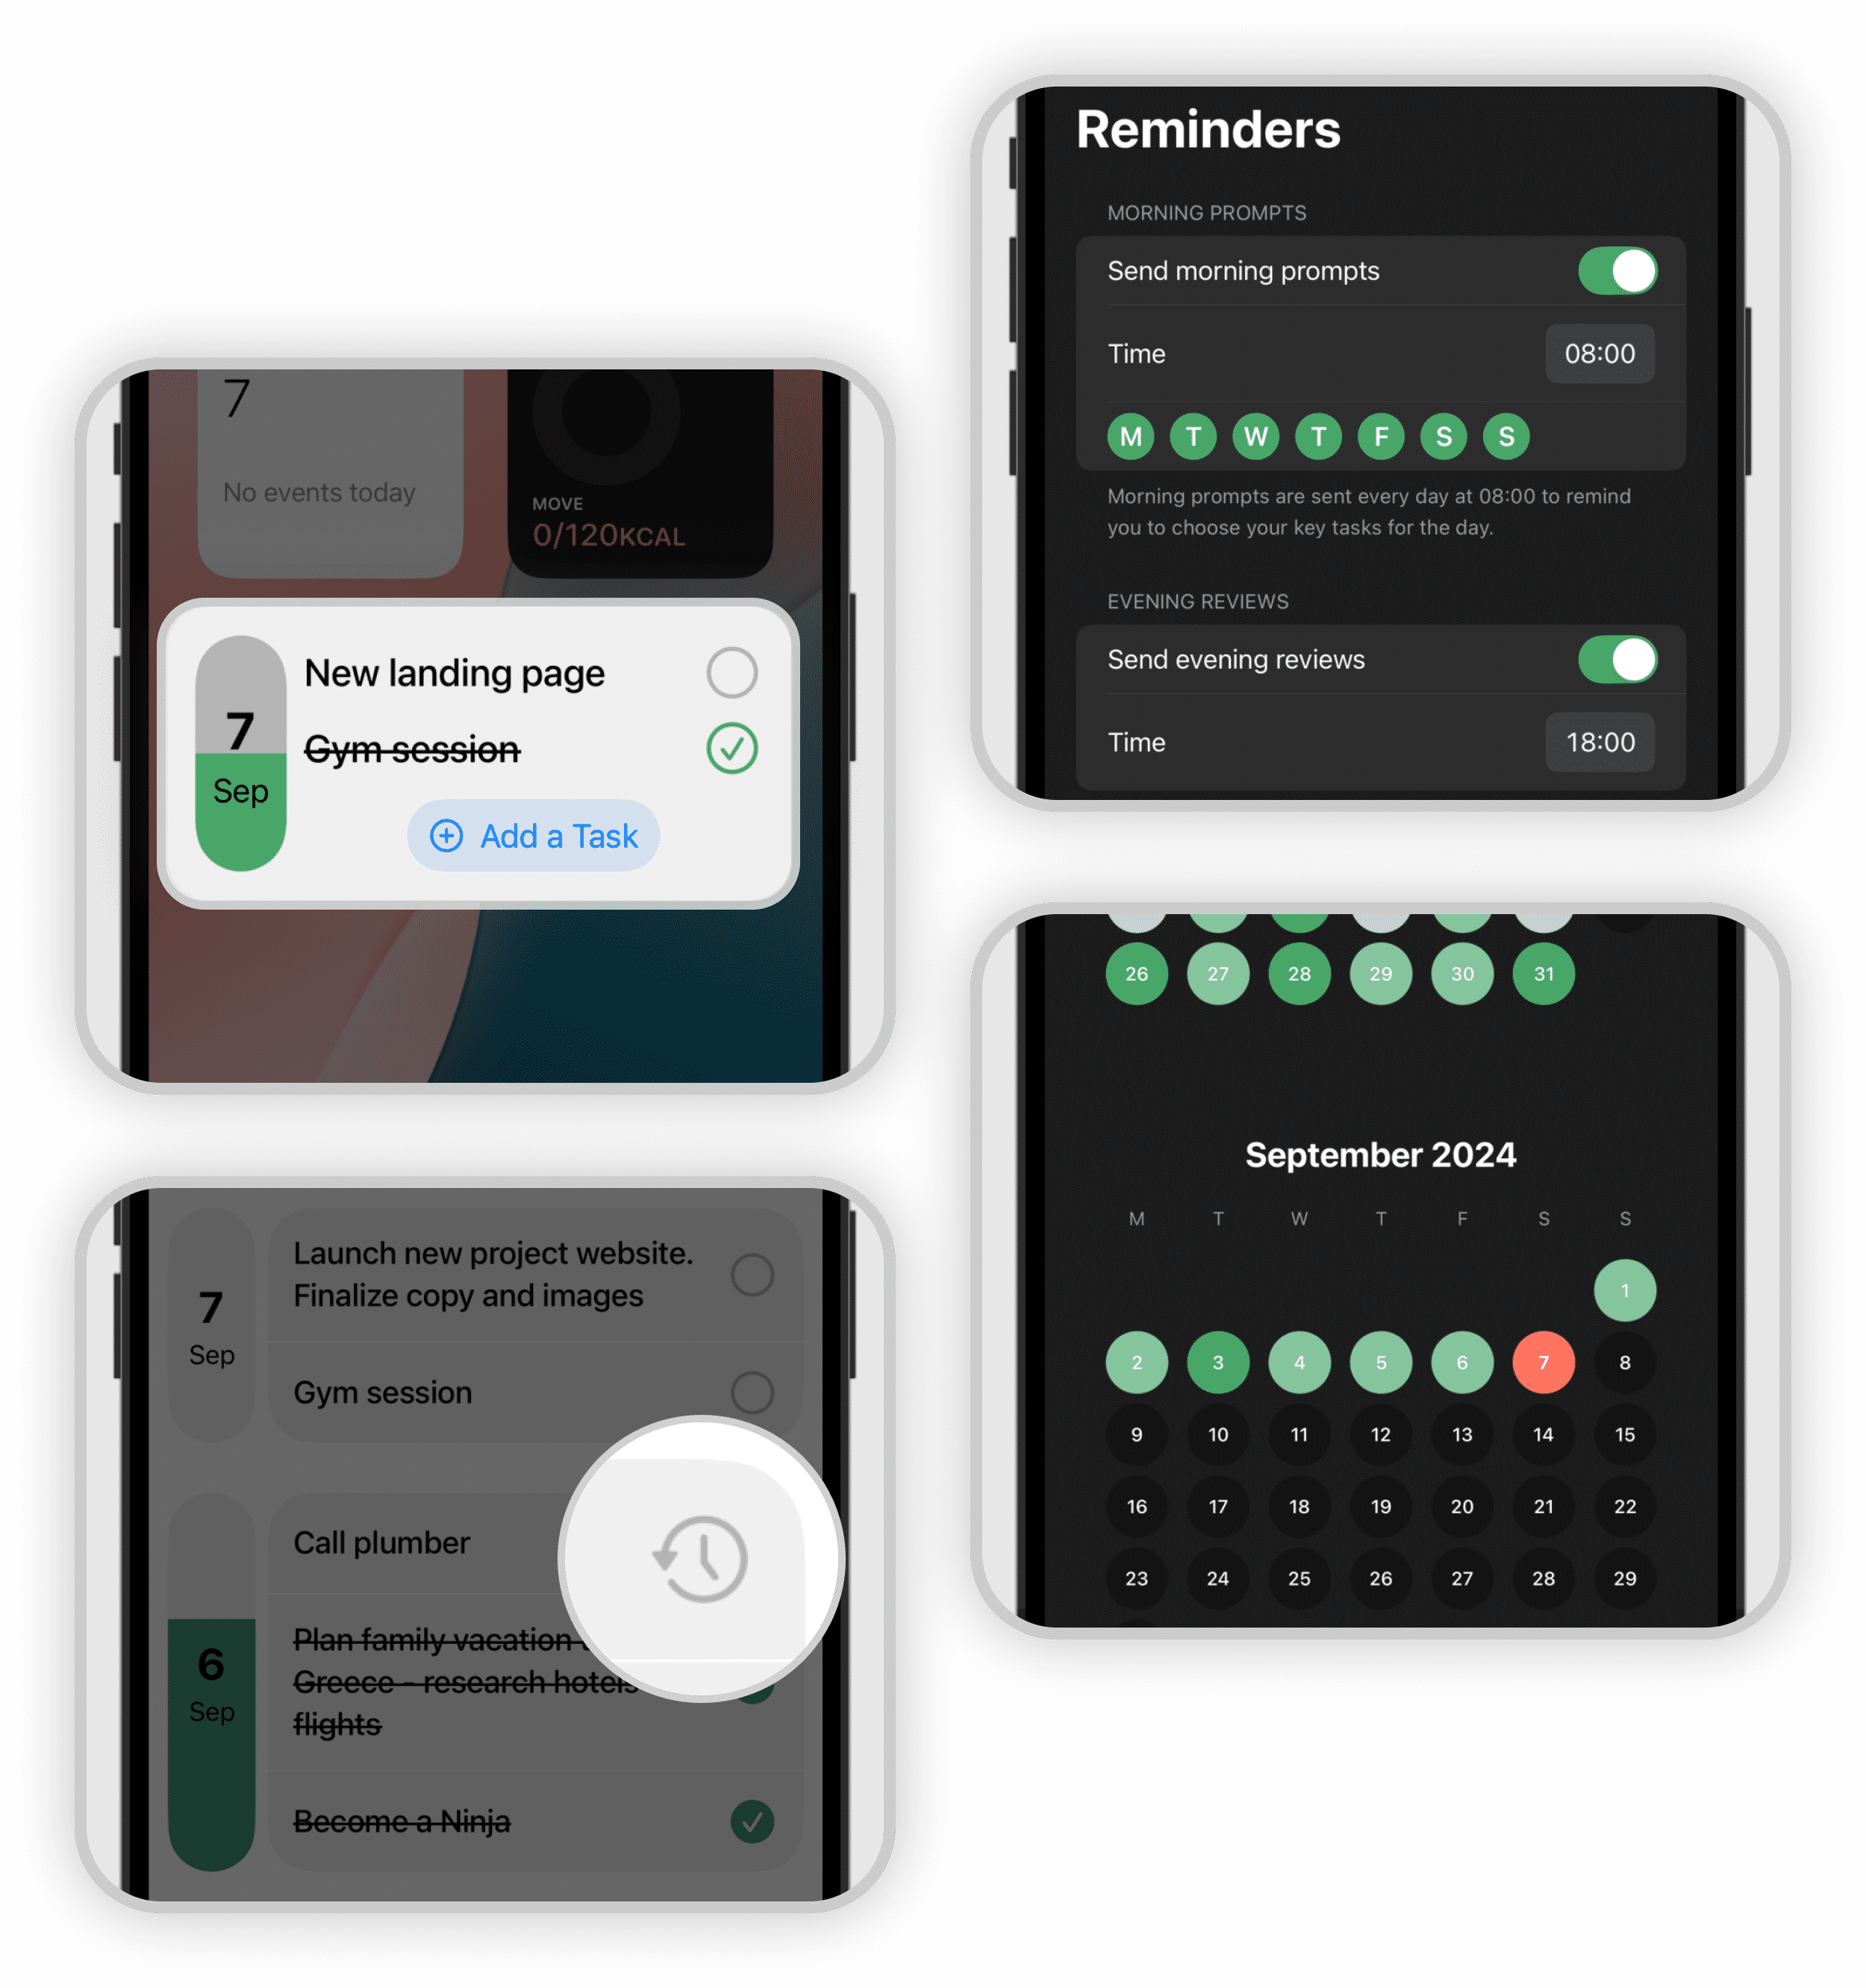 7
No events today
MOVE
0/120KCAL
7
Sep
New landing page
Gym session
Add a Task
7
Sep
Launch new project website.
Finalize copy and images
Gym session
6
Sep
Call plumber
Plan family vacation
Greece - research hotels
flights
Become a Ninja
Reminders
MORNING PROMPTS
Send morning prompts
Time 08:00
M T W T F S S
Morning prompts are sent every day at 08:00 to remind
you to choose your key tasks for the day.
EVENING REVIEWS
Send evening reviews
Time 18:00
26 27 28 29 30 31
September 2024
M T W T F S S
1
2 3 4 5 6 7 8
9 10 11 12 13 14 15
16 17 18 19 20 21 22
23 24 25 26 27 28 29